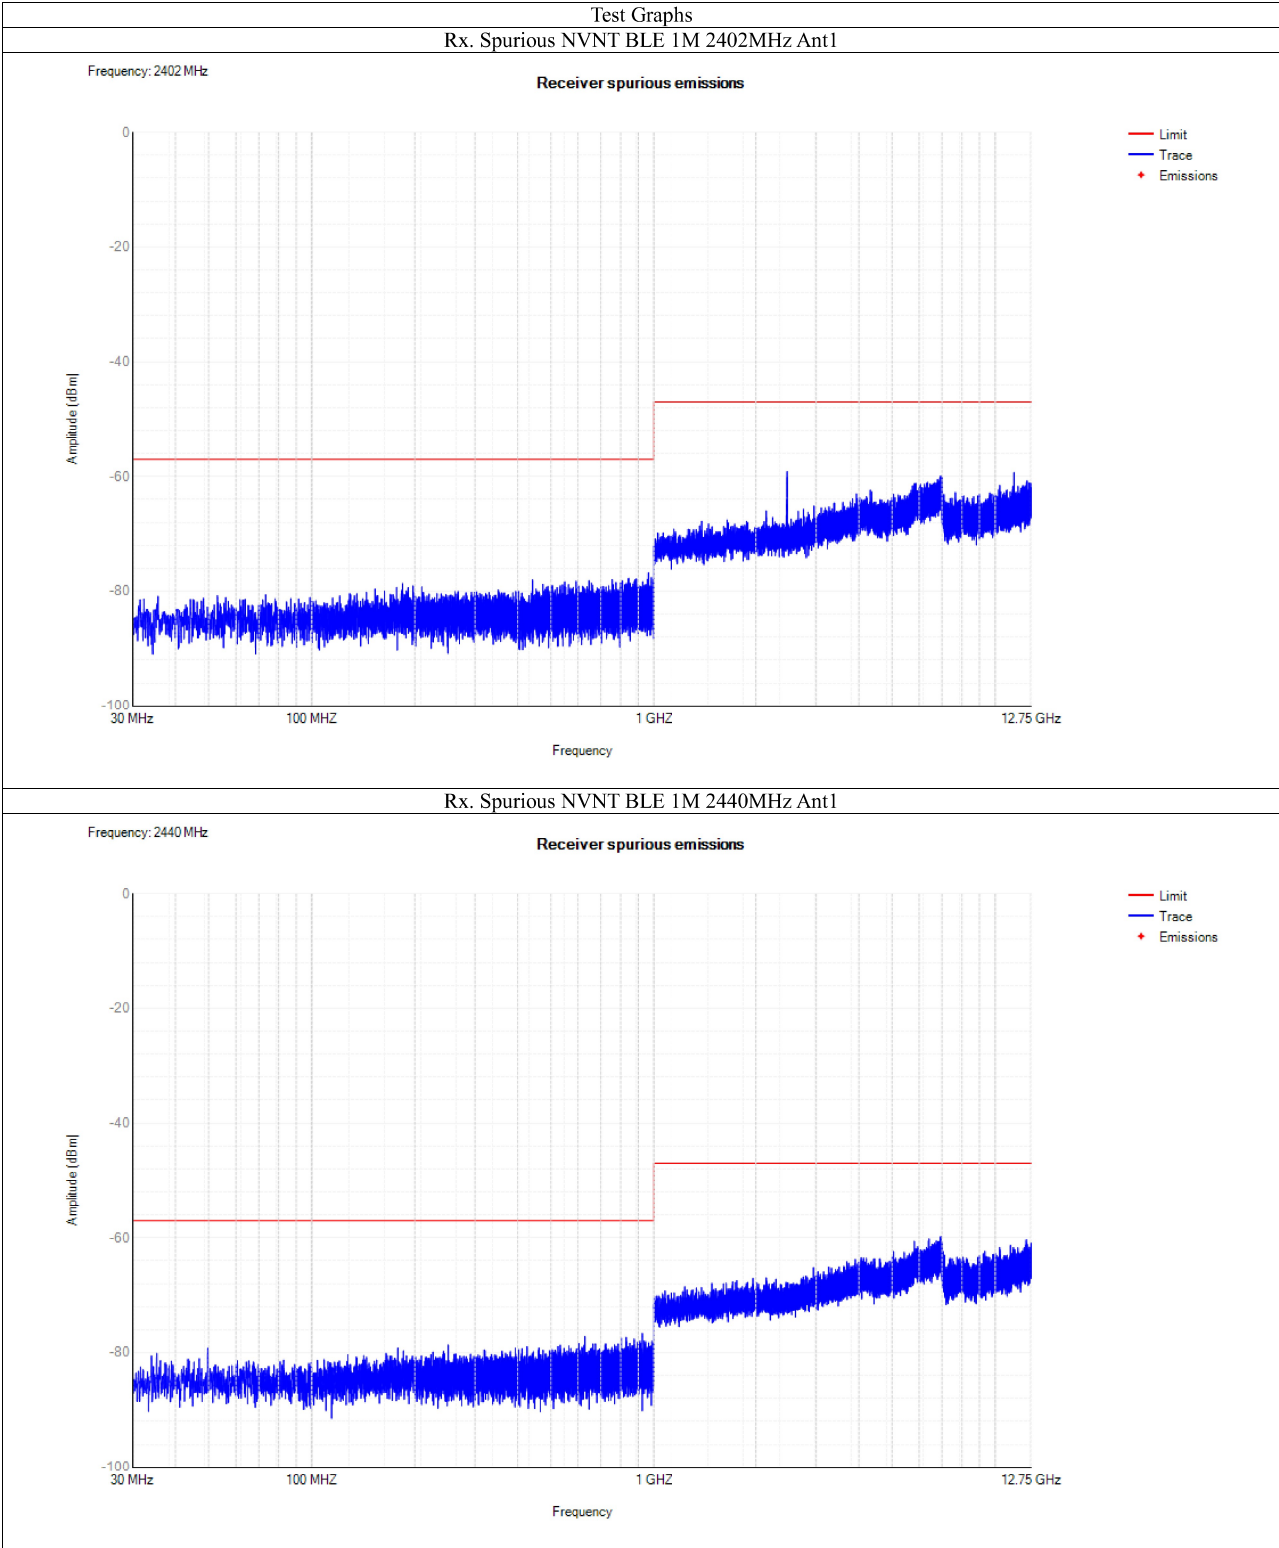 Test Graphs
Rx. Spurious NVNT BLE 1M 2402MHz Ant1
Frequency: 2402 MHz
Receiver spurious emissions
Limit
Trace
Emissions
0
-20
-40
-60
-80
-100
Amplitude [dBm]
30 MHz
100 MHZ
1 GHZ
12.75 GHz
Frequency
Rx. Spurious NVNT BLE 1M 2440MHz Ant1
Frequency: 2440 MHz
Receiver spurious emissions
Limit
Trace
Emissions
0
-20
-40
-60
-80
-100
Amplitude [dBm]
30 MHz
100 MHZ
1 GHZ
12.75 GHz
Frequency